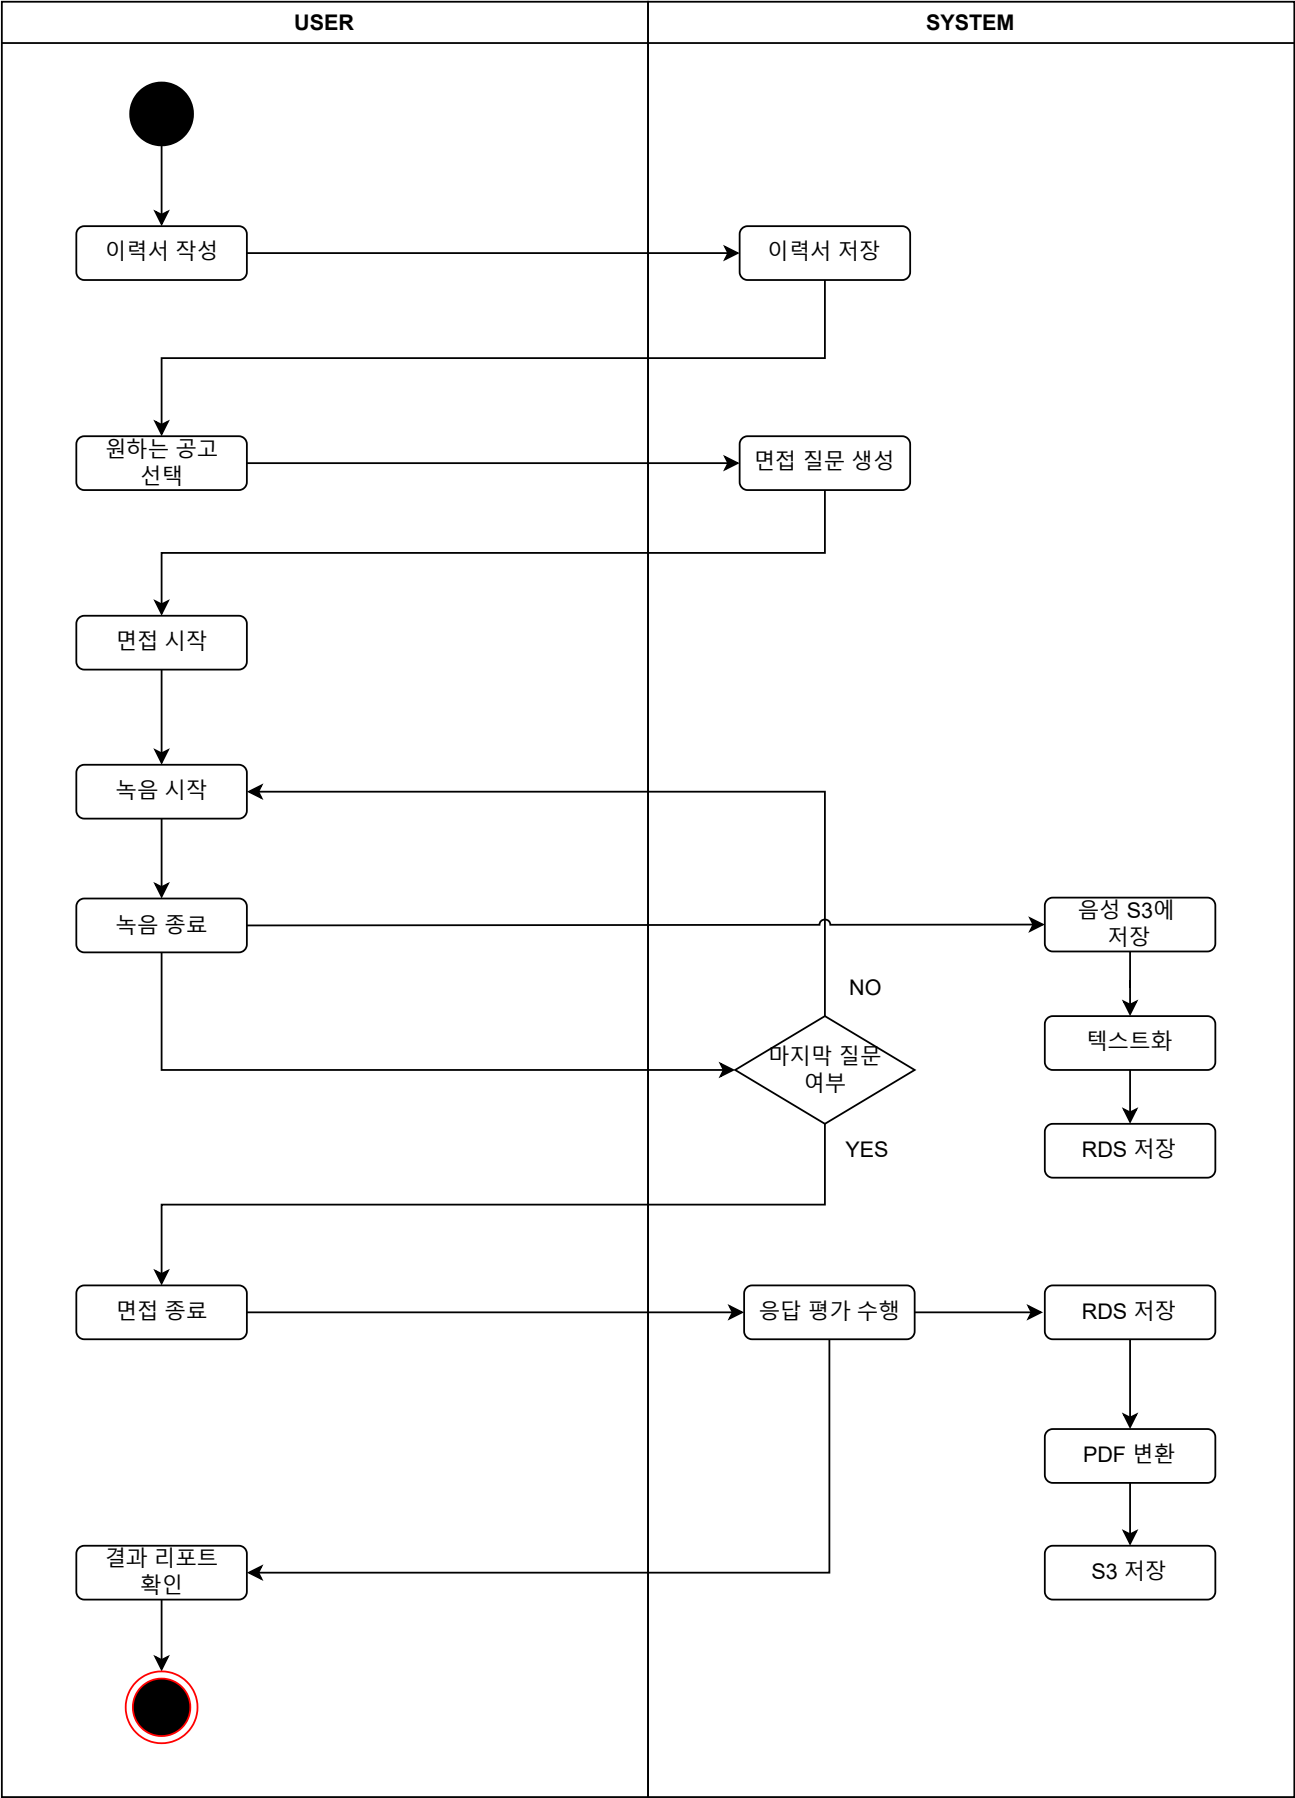 USER
SYSTEM
이력서 작성
이력서 저장
원하는 공고
선택
면접 질문 생성
면접 시작
녹음 시작
녹음 종료
음성 S3에
저장
NO
텍스트화
마지막 질문
여부
YES
RDS 저장
면접 종료
응답 평가 수행
RDS 저장
PDF 변환
결과 리포트
확인
S3 저장